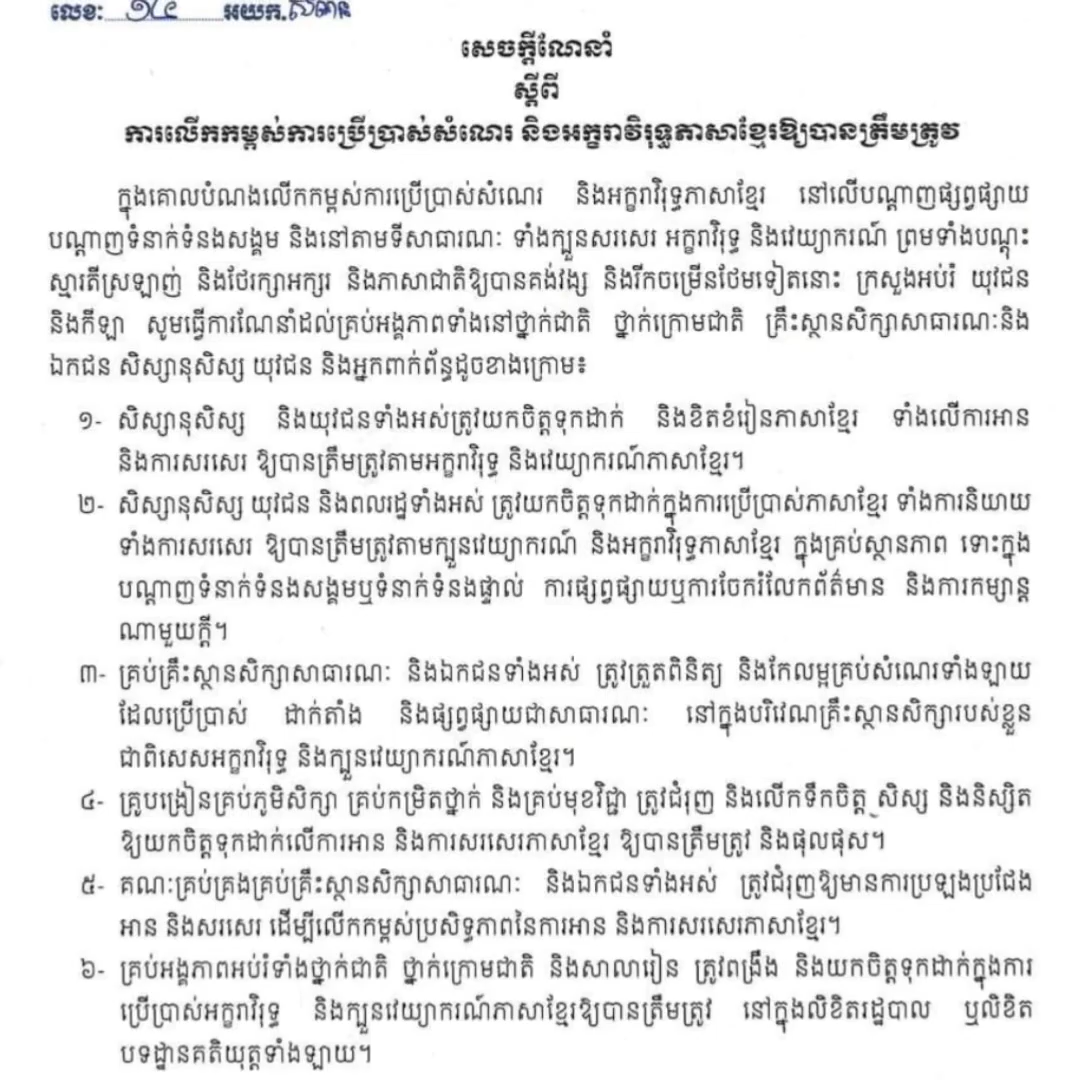 លេខៈ ១៤ អយក.សណន
សេចក្តីណែនាំ
ស្តីពី
ការលើកកម្ពស់ការប្រើប្រាស់សំណេរ និងអក្ខរាវិរុទ្ធភាសាខ្មែរឱ្យបានត្រឹមត្រូវ
ក្នុងគោលបំណងលើកកម្ពស់ការប្រើប្រាស់សំណេរ និងអក្ខរាវិរុទ្ធភាសាខ្មែរ នៅលើបណ្តាញផ្សព្វផ្សាយ
បណ្តាញទំនាក់ទំនងសង្គម និងនៅតាមទីសាធារណៈ ទាំងក្បួនសរសេរ អក្ខរាវិរុទ្ធ និងវេយ្យាករណ៍ ព្រមទាំងបណ្តុះ
ស្មារតីស្រឡាញ់ និងថែរក្សាអក្សរ និងភាសាជាតិឱ្យបានគង់វង្ស និងរីកចម្រើនថែមទៀតនោះ ក្រសួងអប់រំ យុវជន
និងកីឡា សូមធ្វើការណែនាំដល់គ្រប់អង្គភាពទាំងនៅថ្នាក់ជាតិ ថ្នាក់ក្រោមជាតិ គ្រឹះស្ថានសិក្សាសាធារណៈនិង
ឯកជន សិស្សានុសិស្ស យុវជន និងអ្នកពាក់ព័ន្ធដូចខាងក្រោម៖
១- សិស្សានុសិស្ស និងយុវជនទាំងអស់ត្រូវយកចិត្តទុកដាក់ និងខិតខំរៀនភាសាខ្មែរ ទាំងលើការអាន
និងការសរសេរ ឱ្យបានត្រឹមត្រូវតាមអក្ខរាវិរុទ្ធ និងវេយ្យាករណ៍ភាសាខ្មែរ។
២- សិស្សានុសិស្ស យុវជន និងពលរដ្ឋទាំងអស់ ត្រូវយកចិត្តទុកដាក់ក្នុងការប្រើប្រាស់ភាសាខ្មែរ ទាំងការនិយាយ
ទាំងការសរសេរ ឱ្យបានត្រឹមត្រូវតាមក្បួនវេយ្យាករណ៍ និងអក្ខរាវិរុទ្ធភាសាខ្មែរ ក្នុងគ្រប់ស្ថានភាព ទោះក្នុង
បណ្តាញទំនាក់ទំនងសង្គមឬទំនាក់ទំនងផ្ទាល់ ការផ្សព្វផ្សាយឬការចែករំលែកព័ត៌មាន និងការកម្សាន្ត
ណាមួយក្តី។
៣- គ្រប់គ្រឹះស្ថានសិក្សាសាធារណៈ និងឯកជនទាំងអស់ ត្រូវត្រួតពិនិត្យ និងកែលម្អគ្រប់សំណេរទាំងឡាយ
ដែលប្រើប្រាស់ ដាក់តាំង និងផ្សព្វផ្សាយជាសាធារណៈ នៅក្នុងបរិវេណគ្រឹះស្ថានសិក្សារបស់ខ្លួន
ជាពិសេសអក្ខរាវិរុទ្ធ និងក្បួនវេយ្យាករណ៍ភាសាខ្មែរ។
៤- គ្រូបង្រៀនគ្រប់ភូមិសិក្សា គ្រប់កម្រិតថ្នាក់ និងគ្រប់មុខវិជ្ជា ត្រូវជំរុញ និងលើកទឹកចិត្ត សិស្ស និងនិស្សិត
ឱ្យយកចិត្តទុកដាក់លើការអាន និងការសរសេរភាសាខ្មែរ ឱ្យបានត្រឹមត្រូវ និងផុលផុស។
៥- គណៈគ្រប់គ្រងគ្រប់គ្រឹះស្ថានសិក្សាសាធារណៈ និងឯកជនទាំងអស់ ត្រូវជំរុញឱ្យមានការប្រឡងប្រជែង
អាន និងសរសេរ ដើម្បីលើកកម្ពស់ប្រសិទ្ធភាពនៃការអាន និងការសរសេរភាសាខ្មែរ។
៦- គ្រប់អង្គភាពអប់រំទាំងថ្នាក់ជាតិ ថ្នាក់ក្រោមជាតិ និងសាលារៀន ត្រូវពង្រឹង និងយកចិត្តទុកដាក់ក្នុងការ
ប្រើប្រាស់អក្ខរាវិរុទ្ធ និងក្បួនវេយ្យាករណ៍ភាសាខ្មែរឱ្យបានត្រឹមត្រូវ នៅក្នុងលិខិតរដ្ឋបាល ឬលិខិត
បទដ្ឋានគតិយុត្តទាំងឡាយ។